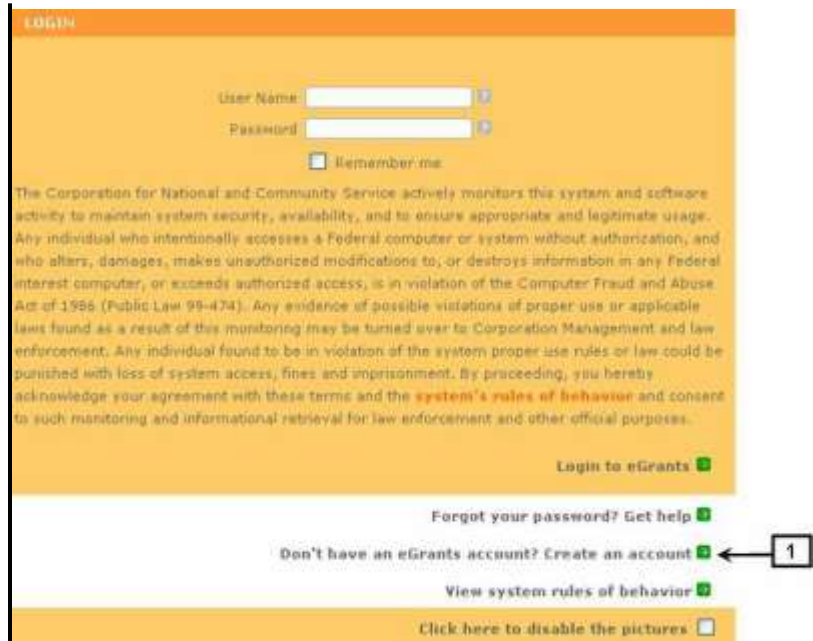 LOGIN
User Name
Password
Remember me
The Corporation for National and Community Service actively monitors this system and software
activity to maintain system security, availability, and to ensure appropriate and legitimate usage.
Any individual who intentionally accesses a Federal computer or system without authorization, and
who alters, damages, makes unauthorized modifications to, or destroys information in any Federal
interest computer, or exceeds authorized access, is in violation of the Computer Fraud and Abuse
Act of 1986 (Public Law 99-474). Any evidence of possible violations of proper use or applicable
laws found as a result of this monitoring may be turned over to Corporation Management and law
enforcement. Any individual found to be in violation of the system proper use rules or law could be
punished with loss of system access, fines and imprisonment. By proceeding, you hereby
acknowledge your agreement with these terms and the system's rules of behavior and consent
to such monitoring and informational retrieval for law enforcement and other official purposes.
Login to eGrants
Forgot your password? Get help
Don't have an eGrants account? Create an account
1
View system rules of behavior
Click here to disable the pictures